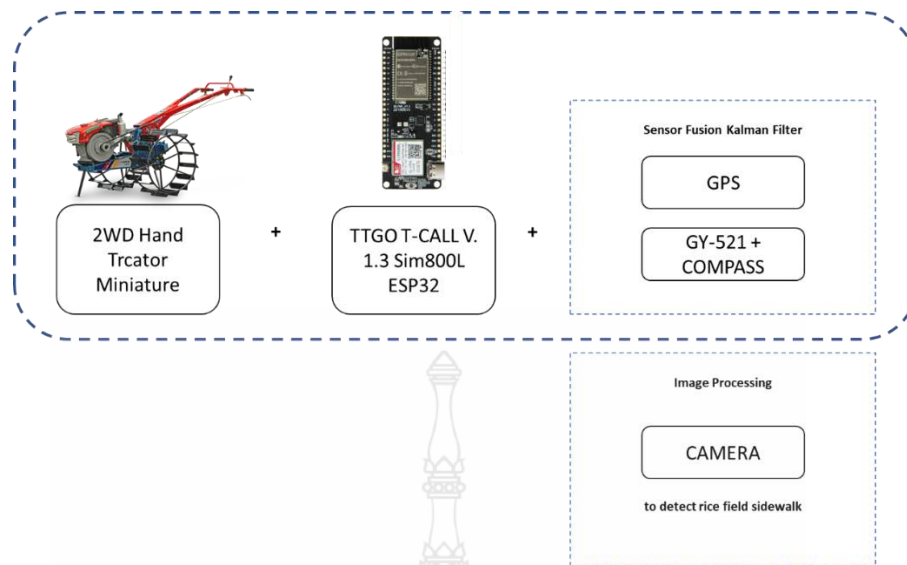 Sensor Fusion Kalman Filter
GPS
GY-521 +
COMPASS
2WD Hand
Trcator
Miniature
+
TTGO T-CALL V.
1.3 Sim800L
ESP32
+
Image Processing
CAMERA
to detect rice field sidewalk